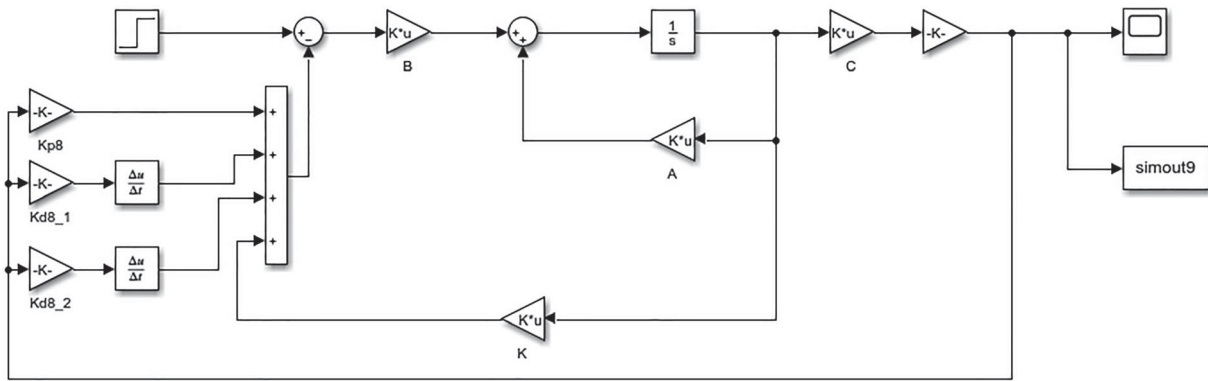 +
−
K*u
B
+
+
1
s
K*u
C
-K-
-K-
Kp8
+
K*u
A
simout9
-K-
Kd8_1
Δu
Δt
+
+
-K-
Kd8_2
Δu
Δt
+
K*u
K